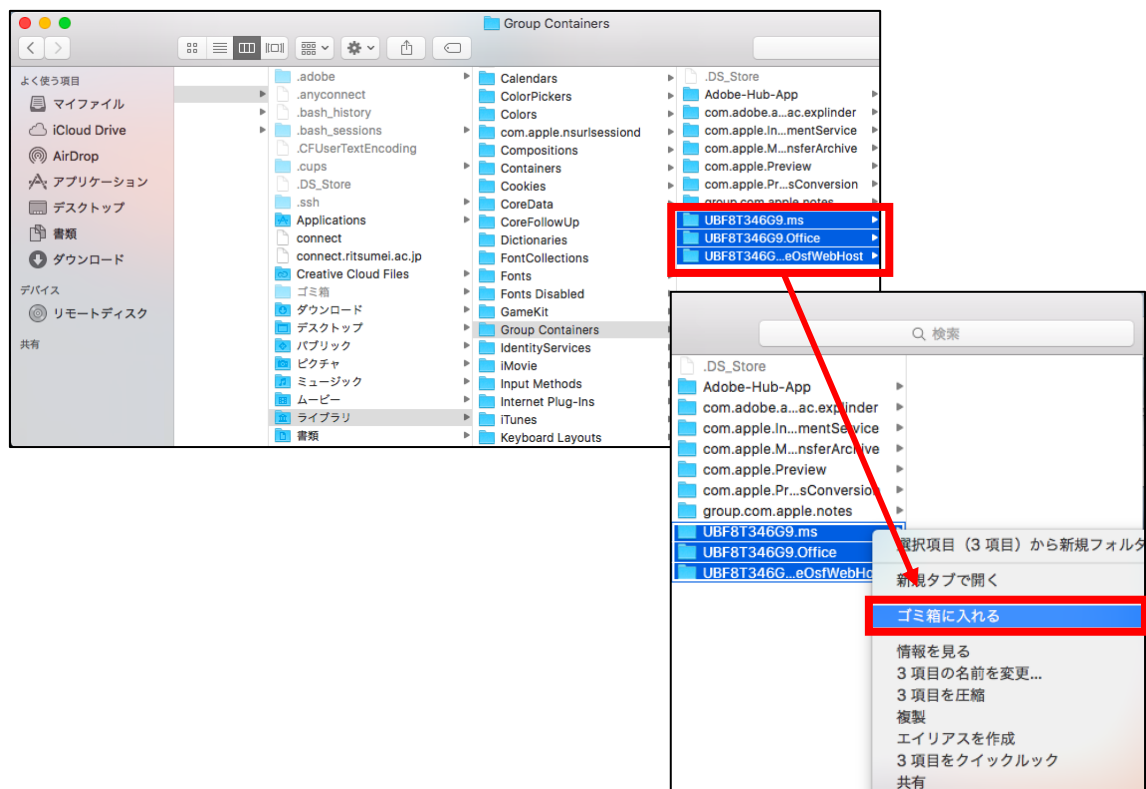 Group Containers
よく使う項目
マイファイル
iCloud Drive
AirDrop
アプリケーション
デスクトップ
書類
ダウンロード
デバイス
リモートディスク
共有
.adobe
.anyconnect
.bash_history
.bash_sessions
.CFUserTextEncoding
.cups
.DS_Store
.ssh
Applications
connect
connect.ritsumei.ac.jp
Creative Cloud Files
ゴミ箱
ダウンロード
デスクトップ
パブリック
ピクチャ
ミュージック
ムービー
ライブラリ
書類
Calendars
ColorPickers
Colors
com.apple.nsurlsessiond
Compositions
Containers
Cookies
CoreData
CoreFollowUp
Dictionaries
FontCollections
Fonts
Fonts Disabled
GameKit
Group Containers
IdentityServices
iMovie
Input Methods
Internet Plug-Ins
iTunes
Keyboard Layouts
.DS_Store
Adobe-Hub-App
com.adobe.a...ac.explinder
com.apple.In...mentService
com.apple.M...nsferArchive
com.apple.Preview
com.apple.Pr...sConversion
group.com.apple.notes
UBF8T346G9.ms
UBF8T346G9.Office
UBF8T346G...eOsfWebHost
検索
.DS_Store
Adobe-Hub-App
com.adobe.a...ac.explinder
com.apple.In...mentService
com.apple.M...nsferArchive
com.apple.Preview
com.apple.Pr...sConversion
group.com.apple.notes
UBF8T346G9.ms
UBF8T346G9.Office
UBF8T346G...eOsfWebHo
選択項目（3 項目）から新規フォルダ
新規タブで開く
ゴミ箱に入れる
情報を見る
3 項目の名前を変更...
3 項目を圧縮
複製
エイリアスを作成
3 項目をクイックルック
共有